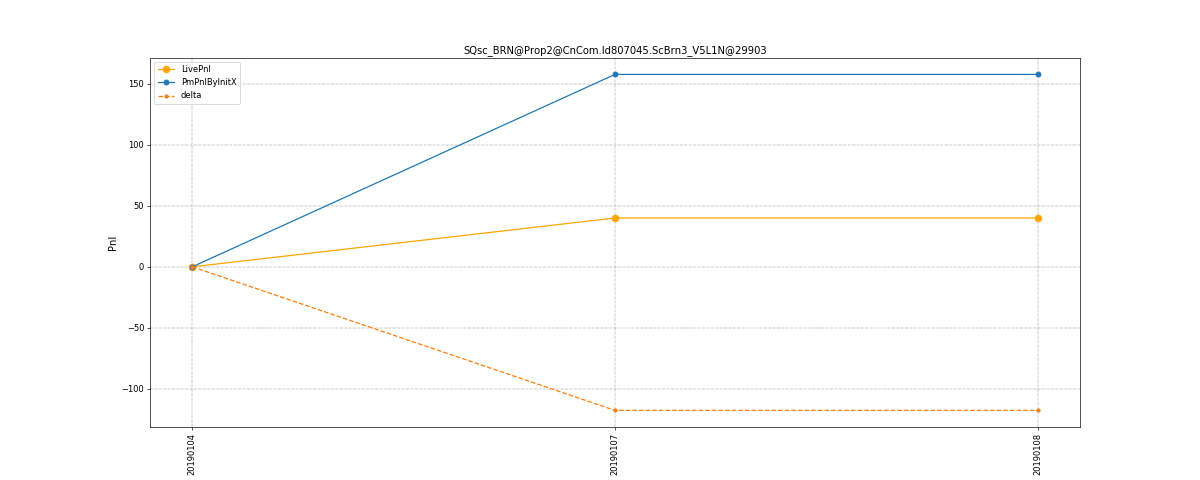 SQsc_BRN@Prop2@CnCom.Id807045.ScBrn3_V5L1N@29903
LivePnl
PmPnlByInitX
delta
150
100
50
0
−50
−100
Pnl
20190104
20190107
20190108